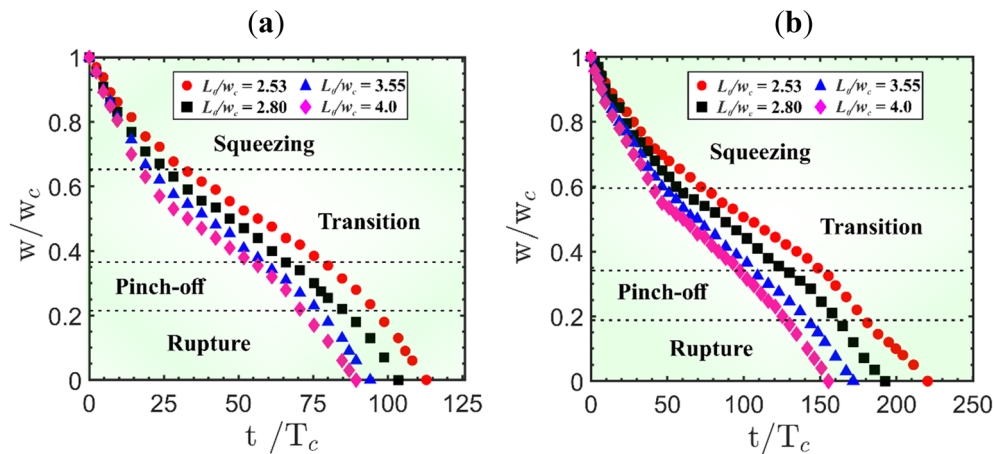 (a)
(b)
1
0.8
0.6
0.4
0.2
0
w/w_c
L_0/w_c = 2.53
L_0/w_c = 3.55
L_0/w_c = 2.80
L_0/w_c = 4.0
Squeezing
Transition
Pinch-off
Rupture
0 25 50 75 100 125
t /T_c
1
0.8
0.6
0.4
0.2
0
w/w_c
L_0/w_c = 2.53
L_0/w_c = 3.55
L_0/w_c = 2.80
L_0/w_c = 4.0
Squeezing
Transition
Pinch-off
Rupture
0 50 100 150 200 250
t/T_c